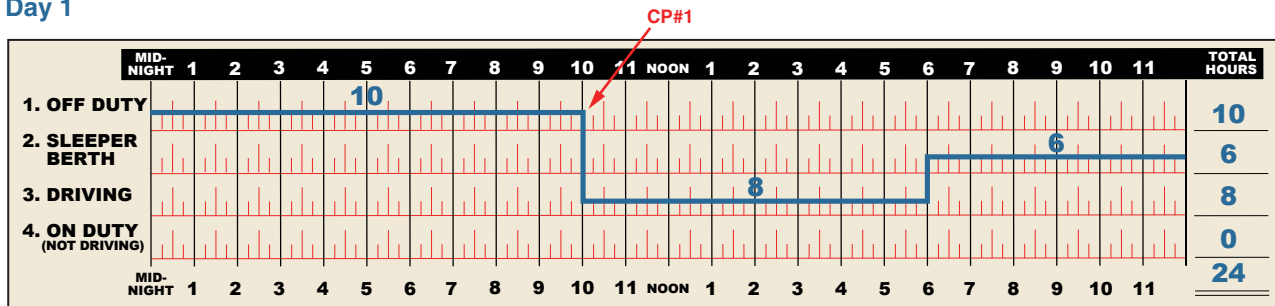 Day 1
CP#1
MID-NIGHT 1 2 3 4 5 6 7 8 9 10 11 NOON 1 2 3 4 5 6 7 8 9 10 11 TOTAL HOURS
1. OFF DUTY 10 10
2. SLEEPER BERTH 6 6
3. DRIVING 8 8
4. ON DUTY (NOT DRIVING) 0
MID-NIGHT 1 2 3 4 5 6 7 8 9 10 11 NOON 1 2 3 4 5 6 7 8 9 10 11 24